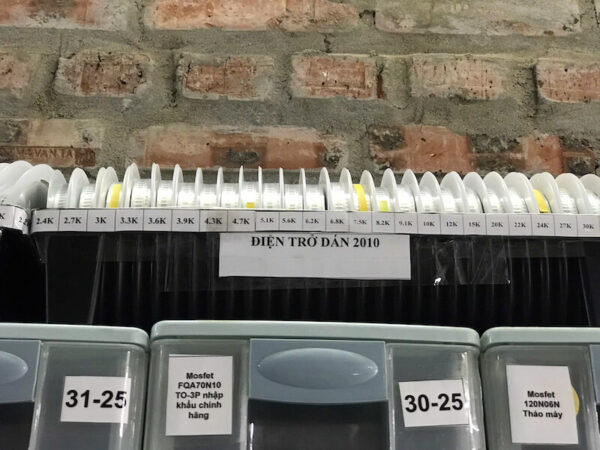 K 2.4K 2.7K 3K 3.3K 3.6K 3.9K 4.3K 4.7K 5.1K 5.6K 6.2K 6.8K 7.5K 8.2K 9.1K 10K 12K 15K 20K 22K 24K 27K 30K
ĐIỆN TRỞ DÁN 2010
31-25
Mosfet
FQA70N10
TO-3P nhập
khẩu chính
hãng
30-25
Mosfet
120N06N
Tháo máy